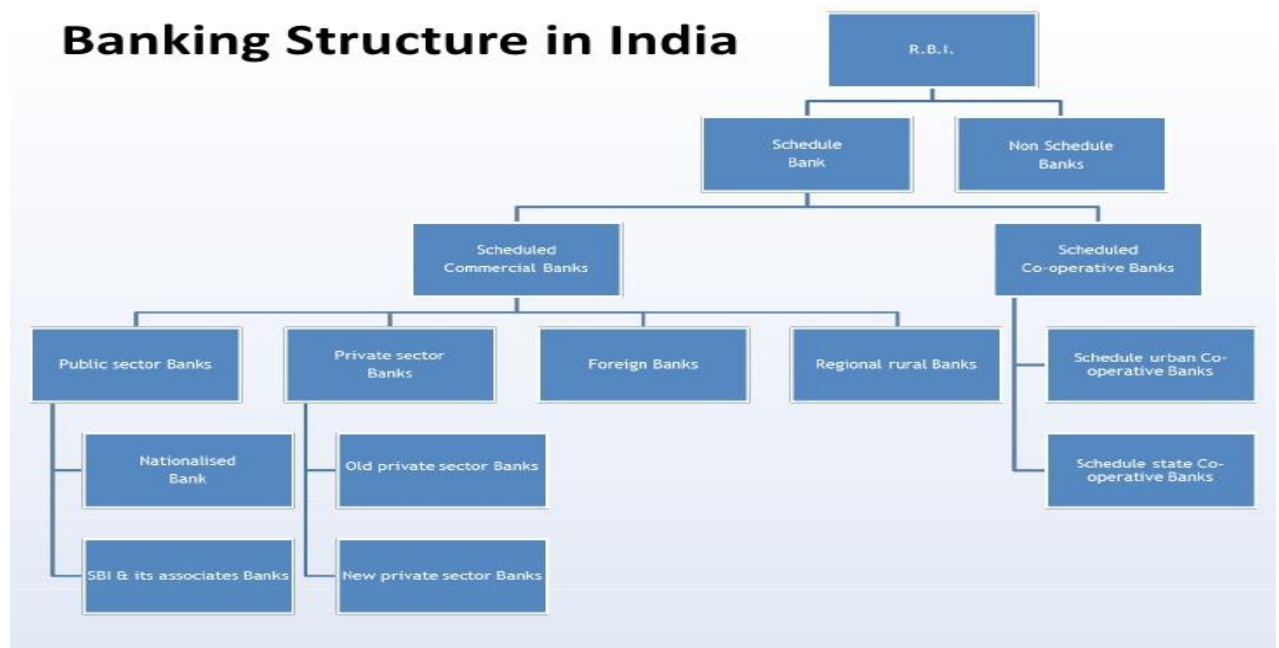 Banking Structure in India
R.B.I.
Schedule
Bank
Non Schedule
Banks
Scheduled
Commercial Banks
Scheduled
Co-operative Banks
Public sector Banks
Private sector
Banks
Foreign Banks
Regional rural Banks
Schedule urban Co-
operative Banks
Nationalised
Bank
Old private sector Banks
Schedule state Co-
operative Banks
SBI & its associates Banks
New private sector Banks